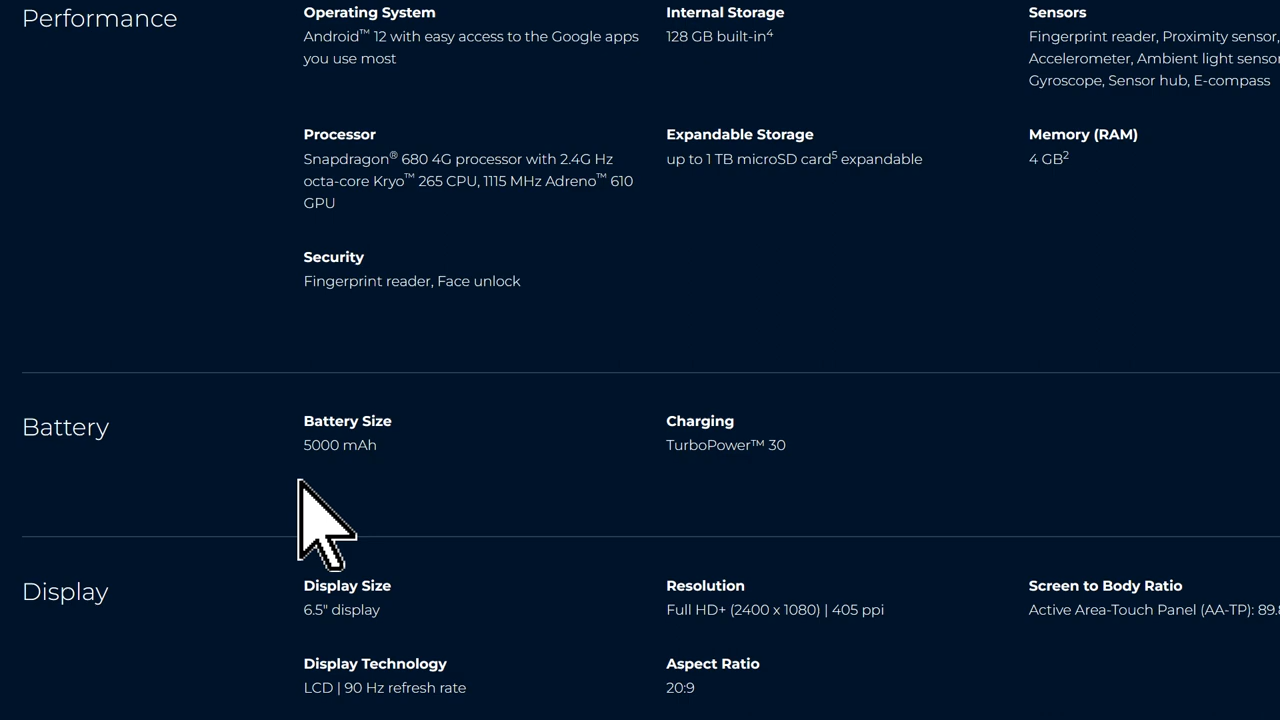 Performance
Operating System
Android™ 12 with easy access to the Google apps
you use most
Internal Storage
128 GB built-in⁴
Sensors
Fingerprint reader, Proximity sensor,
Accelerometer, Ambient light sensor
Gyroscope, Sensor hub, E-compass
Processor
Snapdragon® 680 4G processor with 2.4G Hz
octa-core Kryo™ 265 CPU, 1115 MHz Adreno™ 610
GPU
Expandable Storage
up to 1 TB microSD card⁵ expandable
Memory (RAM)
4 GB²
Security
Fingerprint reader, Face unlock
Battery
Battery Size
5000 mAh
Charging
TurboPower™ 30
Display
Display Size
6.5" display
Resolution
Full HD+ (2400 x 1080) | 405 ppi
Screen to Body Ratio
Active Area-Touch Panel (AA-TP):
Display Technology
LCD | 90 Hz refresh rate
Aspect Ratio
20:9